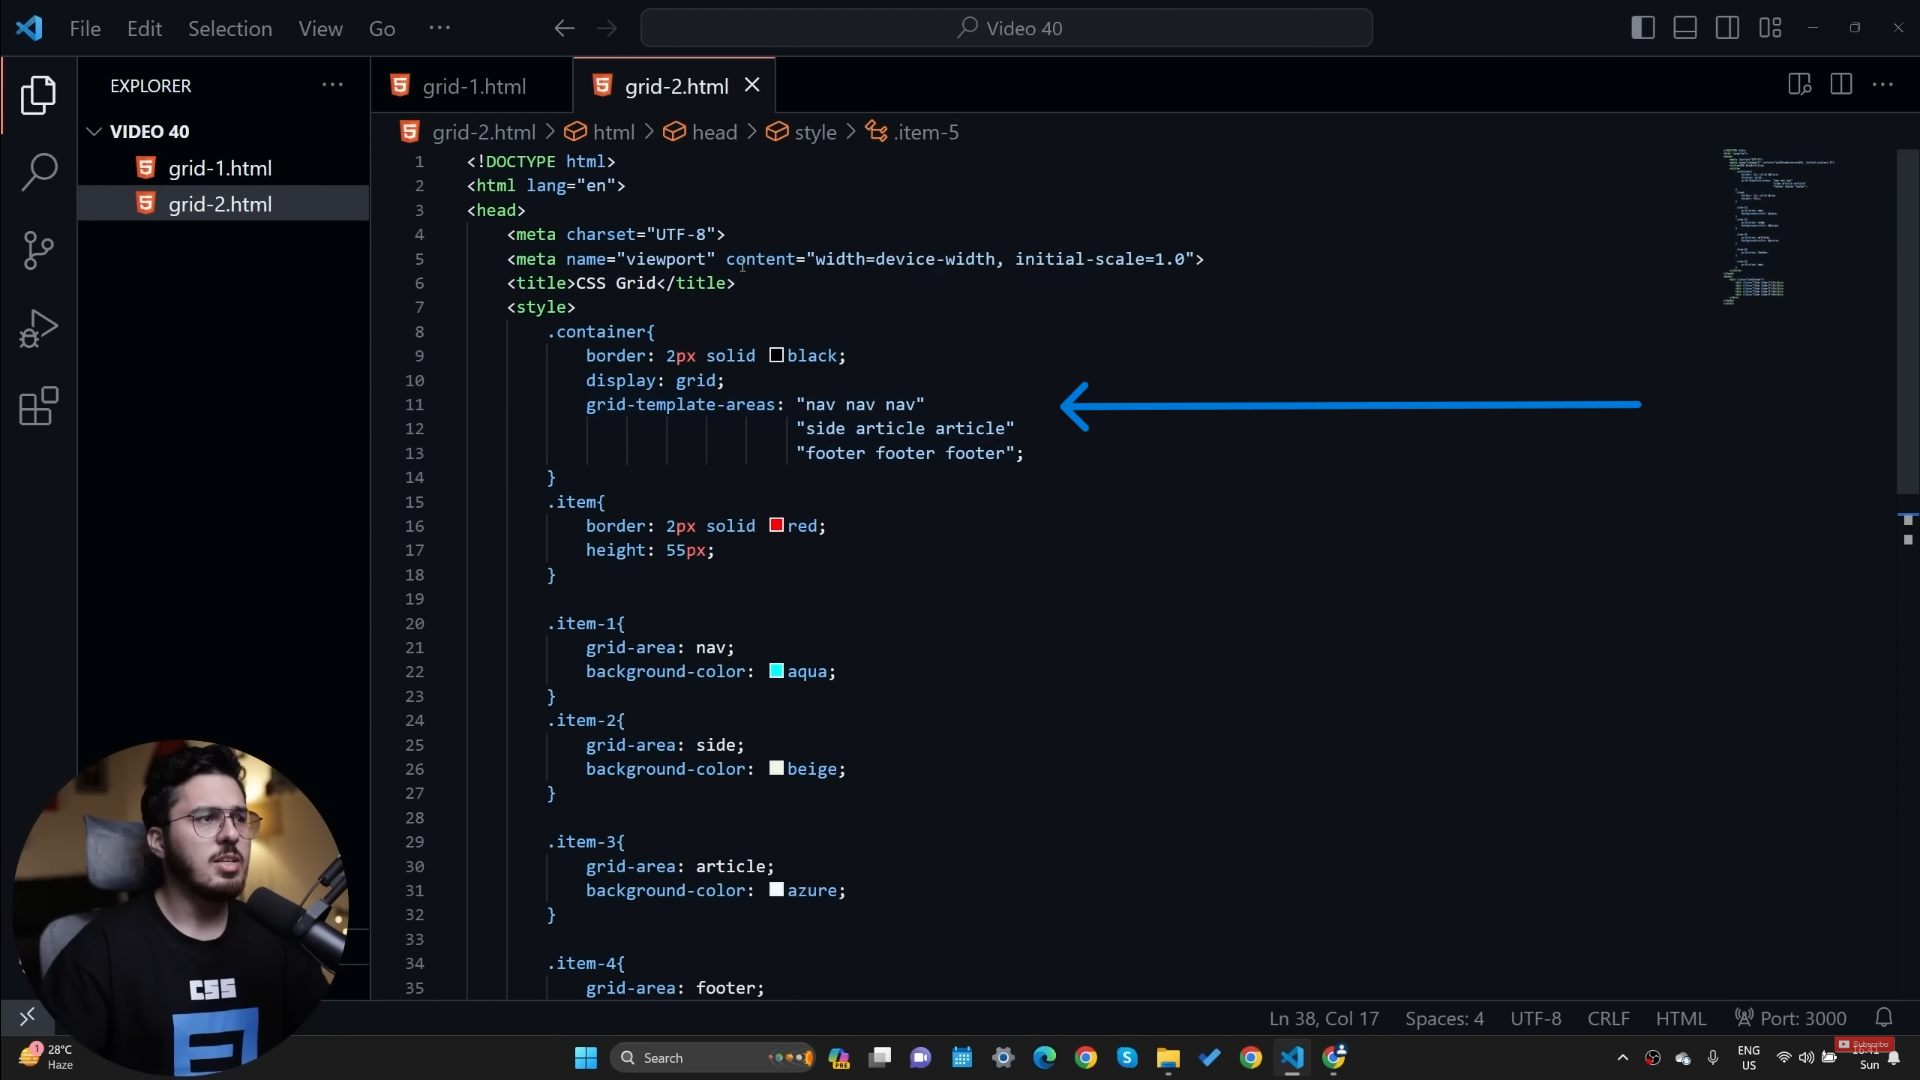 File Edit View Go ··· Video 40
EXPLORER ···
VIDEO 40
grid-1.html
grid-2.html
grid-1.html grid-2.html
grid-2.html > html > head > style > .item-5
1 <!DOCTYPE html>
2 <html lang="en">
3 <head>
4 <meta charset="UTF-8">
5 <meta name="viewport" content="width=device-width, initial-scale=1.0">
6 <title>CSS Grid</title>
7 <style>
8 .container{
9 border: 2px solid black;
10 display: grid;
11 grid-template-areas: "nav nav nav"
12 "side article article"
13 "footer footer footer";
14 }
15 .item{
16 border: 2px solid red;
17 height: 55px;
18 }
19
20 .item-1{
21 grid-area: nav;
22 background-color: aqua;
23 }
24 .item-2{
25 grid-area: side;
26 background-color: beige;
27 }
28
29 .item-3{
30 grid-area: article;
31 background-color: azure;
32 }
33
34 .item-4{
35 grid-area: footer;
CSS
Ln 38, Col 17 Spaces: 4 UTF-8 CRLF HTML Port: 3000
1 28°C
Haze
Search
PRE
ENG
US
Subscribe
Sun